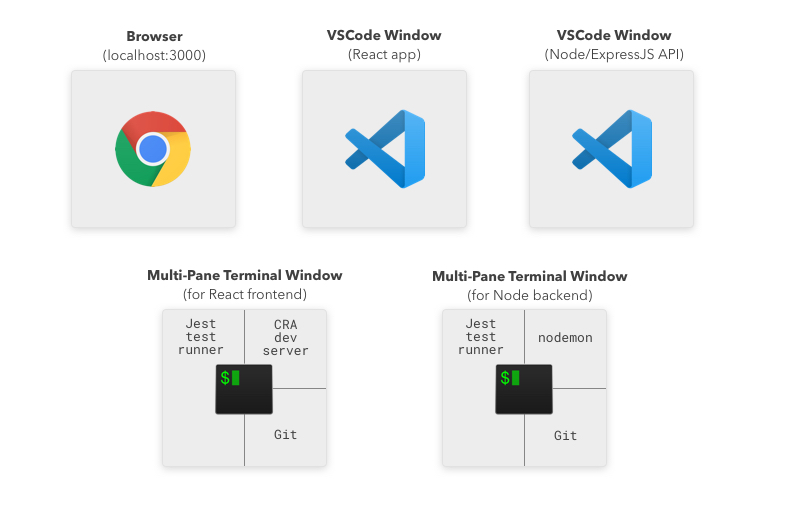 Browser
(localhost:3000)
VSCode Window
(React app)
VSCode Window
(Node/ExpressJS API)
Multi-Pane Terminal Window
(for React frontend)
Jest
test
runner
CRA
dev
server
$
Git
Multi-Pane Terminal Window
(for Node backend)
Jest
test
runner
nodemon
$
Git